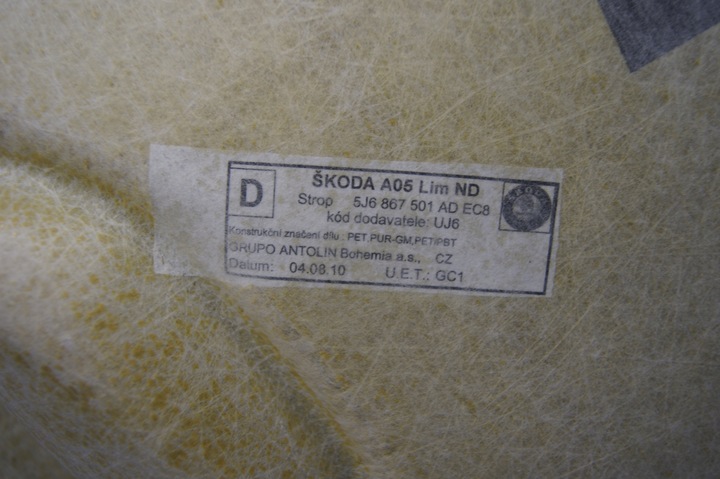 D
ŠKODA A05 Lim ND
Strop 5J6 867 501 AD EC8
kód dodavatele: UJ6
Konstrukční značení dílu : PET,PUR-GM,PET/PBT
GRUPO ANTOLIN Bohemia a.s., CZ
Datum: 04.08.10 U.E.T.: GC1